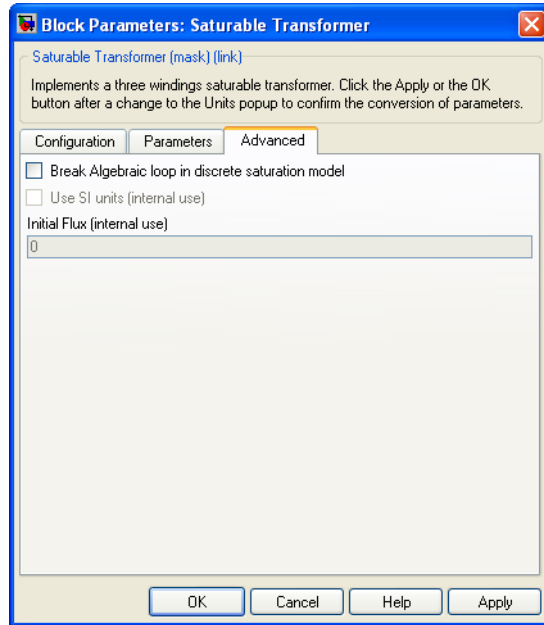 Block Parameters: Saturable Transformer
Saturable Transformer (mask) (link)
Implements a three windings saturable transformer. Click the Apply or the OK
button after a change to the Units popup to confirm the conversion of parameters.
Configuration Parameters Advanced
Break Algebraic loop in discrete saturation model
Use SI units (internal use)
Initial Flux (internal use)
0
OK Cancel Help Apply